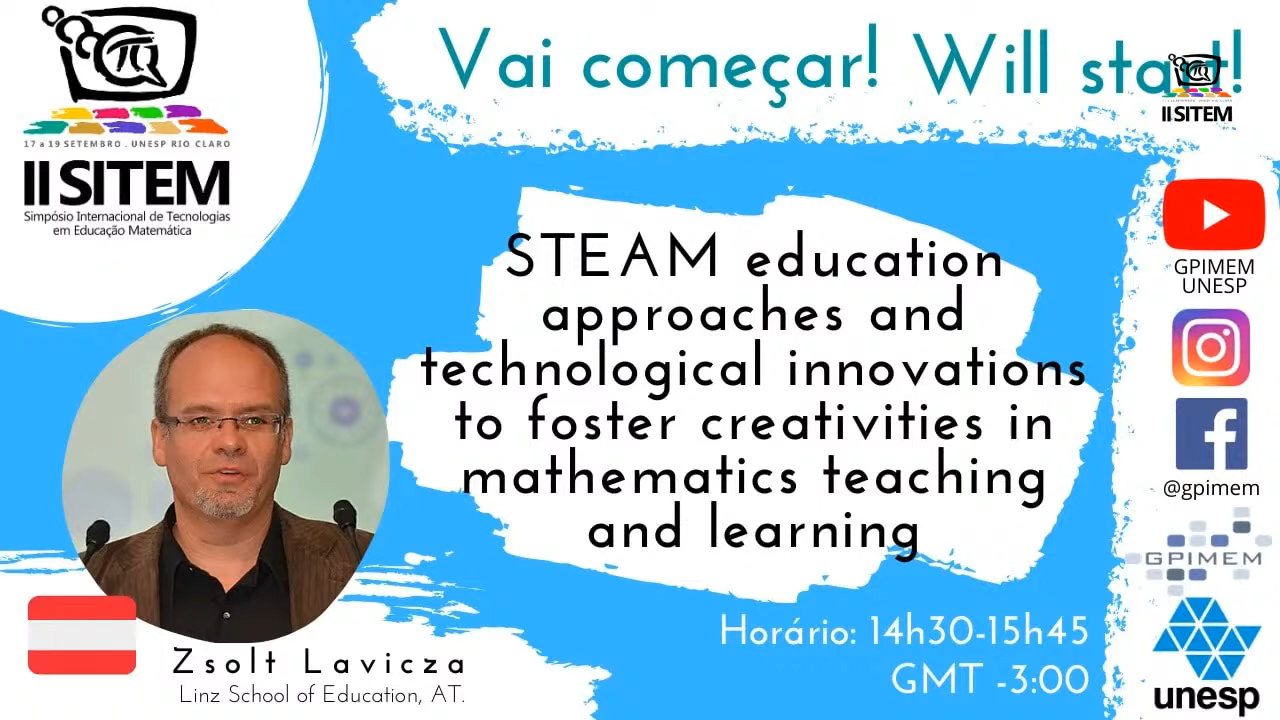 17 a 19 SETEMBRO . UNESP RIO CLARO
II SITEM
Simpósio Internacional de Tecnologias
em Educação Matemática
Vai começar! Will start!
II SITEM
STEAM education
approaches and
technological innovations
to foster creativities in
mathematics teaching
and learning
GPIMEM
UNESP
@gpimem
GPIMEM
unesp
Zsolt Lavicza
Linz School of Education, AT.
Horário: 14h30-15h45
GMT -3:00